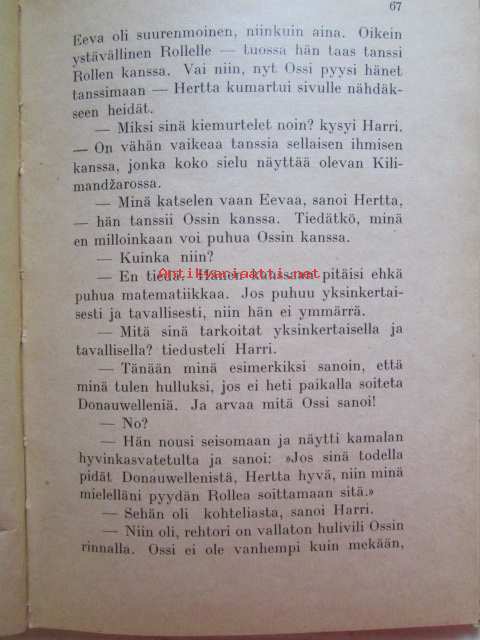 67
Eeva oli suurenmoinen, niinkuin aina. Oikein
ystävällinen Rollelle — tuossa hän taas tanssi
Rollen kanssa. Vai niin, nyt Ossi pyysi hänet
tanssimaan — Hertta kumartui sivulle nähdäk-
seen heidät.
— Miksi sinä kiemurtelet noin? kysyi Harri.
— On vähän vaikeaa tanssia sellaisen ihmisen
kanssa, jonka koko sielu näyttää olevan Kili-
mandžarossa.
— Minä katselen vaan Eevaa, sanoi Hertta,
— hän tanssii Ossin kanssa. Tiedätkö, minä
en milloinkaan voi puhua Ossin kanssa.
— Kuinka niin?
— En tiedä. Hänen kanssaan pitäisi ehkä
Antikvariaatti.net
puhua matematiikkaa. Jos puhuu yksinkertai-
sesti ja tavallisesti, niin hän ei ymmärrä.
— Mitä sinä tarkoitat yksinkertaisella ja
tavallisella? tiedusteli Harri.
— Tänään minä esimerkiksi sanoin, että
minä tulen hulluksi, jos ei heti paikalla soiteta
Donauwelleniä. Ja arvaa mitä Ossi sanoi!
— No?
— Hän nousi seisomaan ja näytti kamalan
hyvinkasvatetulta ja sanoi: »Jos sinä todella
pidät Donauwellenistä, Hertta hyvä, niin minä
mielelläni pyydän Rollea soittamaan sitä.»
— Sehän oli kohteliasta, sanoi Harri.
— Niin oli, rehtori on vallaton hulivili Ossin
rinnalla. Ossi ei ole vanhempi kuin mekään,